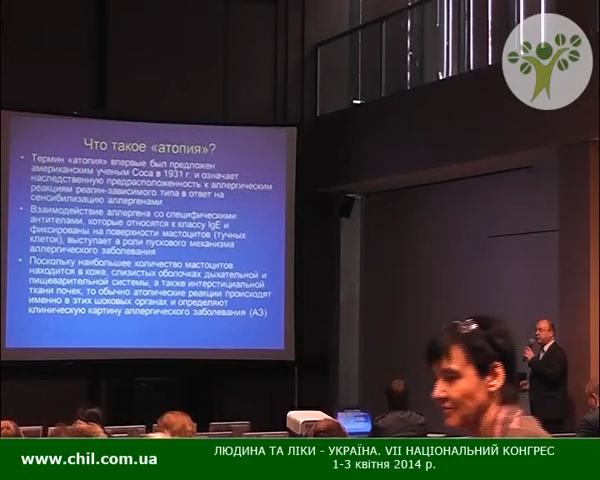 Что такое «атопия»?
• Термин «атопия» впервые был предложен
американским ученым Соса в 1931 г. и означает
наследственную предрасположенность к аллергическим
реакциям реагин-зависимого типа в ответ на
сенсибилизацию аллергенами
• Взаимодействие аллергена со специфическими
антителами, которые относятся к классу IgE и
фиксированы на поверхности мастоцитов (тучных
клеток), выступает в роли пускового механизма
аллергического заболевания
• Поскольку наибольшее количество мастоцитов
находится в коже, слизистых оболочках дыхательной и
пищеварительной системы, а также интерстициальной
ткани почек, то обычно атопические реакции происходят
именно в этих шоковых органах и определяют
клиническую картину аллергического заболевания (АЗ)
www.chil.com.ua
ЛЮДИНА ТА ЛІКИ - УКРАЇНА. VII НАЦІОНАЛЬНИЙ КОНГРЕС
1-3 квітня 2014 р.